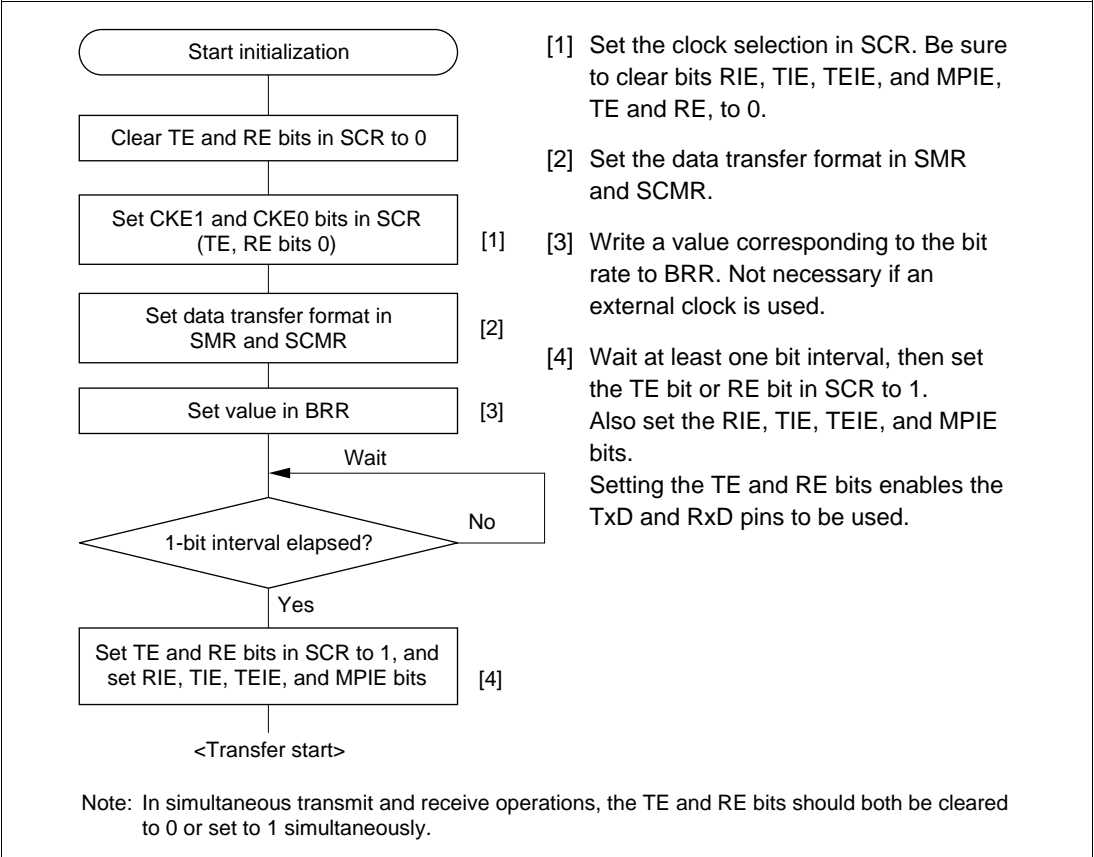 Start initialization
Clear TE and RE bits in SCR to 0
Set CKE1 and CKE0 bits in SCR
(TE, RE bits 0)
[1]
Set data transfer format in
SMR and SCMR
[2]
Set value in BRR
[3]
Wait
1-bit interval elapsed?
No
Yes
Set TE and RE bits in SCR to 1, and
set RIE, TIE, TEIE, and MPIE bits
[4]
<Transfer start>
[1] Set the clock selection in SCR. Be sure
to clear bits RIE, TIE, TEIE, and MPIE,
TE and RE, to 0.
[2] Set the data transfer format in SMR
and SCMR.
[3] Write a value corresponding to the bit
rate to BRR. Not necessary if an
external clock is used.
[4] Wait at least one bit interval, then set
the TE bit or RE bit in SCR to 1.
Also set the RIE, TIE, TEIE, and MPIE
bits.
Setting the TE and RE bits enables the
TxD and RxD pins to be used.
Note: In simultaneous transmit and receive operations, the TE and RE bits should both be cleared
to 0 or set to 1 simultaneously.